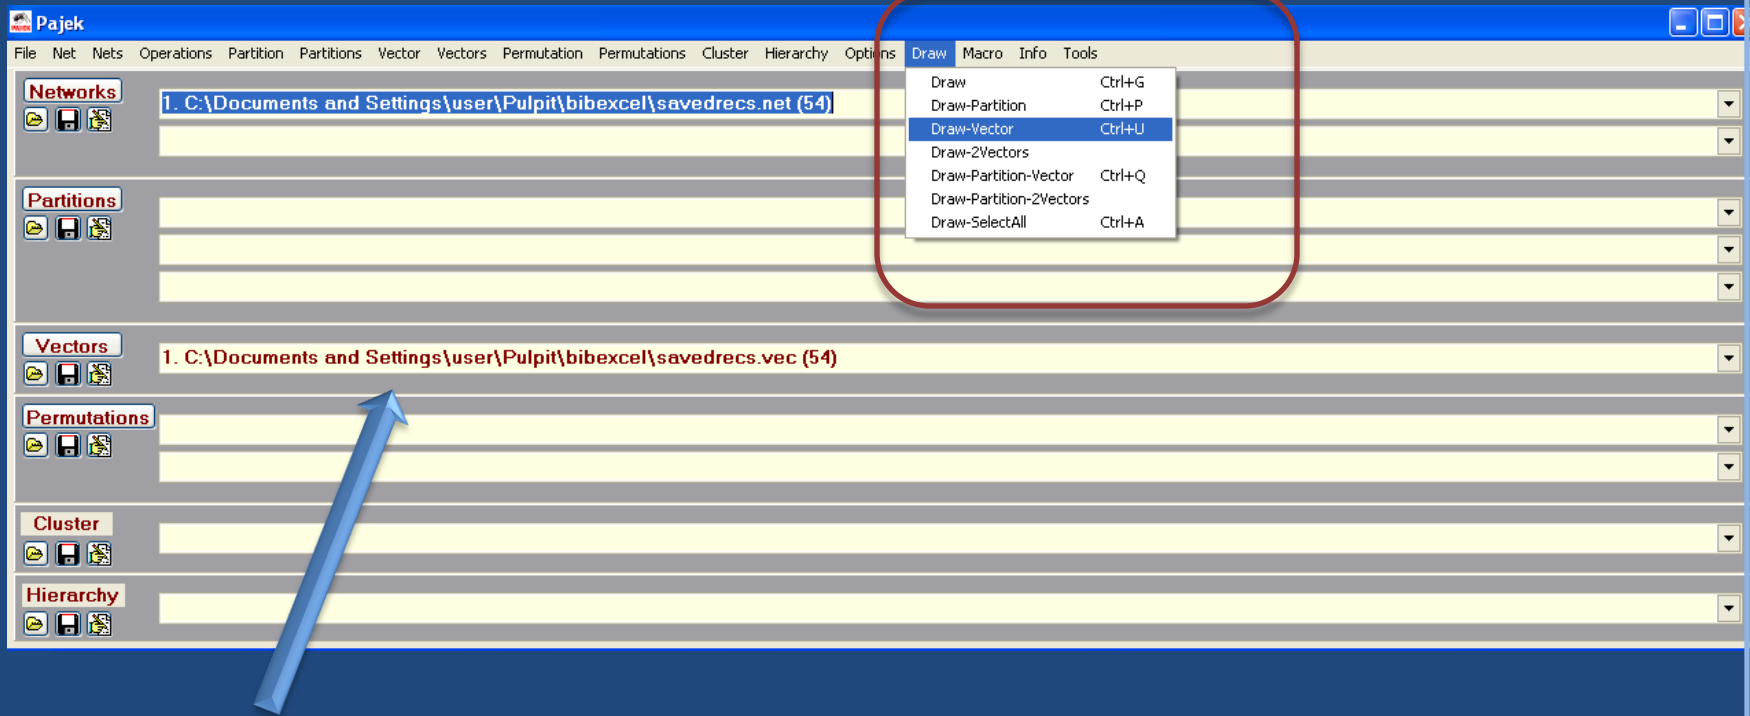 Pajek
File Net Nets Operations Partition Partitions Vector Vectors Permutation Permutations Cluster Hierarchy Options Draw Macro Info Tools
Draw Ctrl+G
Draw-Partition Ctrl+P
Draw-Vector Ctrl+U
Draw-2Vectors
Draw-Partition-Vector Ctrl+Q
Draw-Partition-2Vectors
Draw-SelectAll Ctrl+A
Networks
1. C:\Documents and Settings\user\Pulpit\bibexcel\savedrecs.net (54)
Partitions
Vectors
1. C:\Documents and Settings\user\Pulpit\bibexcel\savedrecs.vec (54)
Permutations
Cluster
Hierarchy